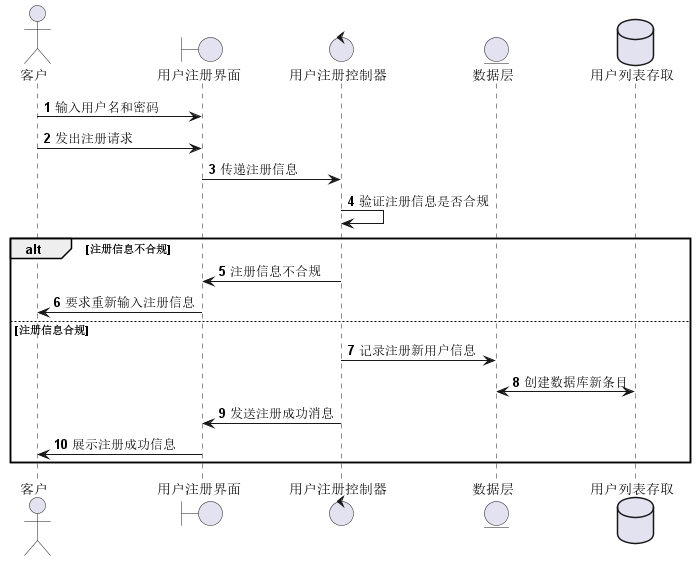 客户 用户注册界面 用户注册控制器 数据层 用户列表存取
1 输入用户名和密码
2 发出注册请求
3 传递注册信息
4 验证注册信息是否合规
alt [注册信息不合规]
5 注册信息不合规
6 要求重新输入注册信息
[注册信息合规]
7 记录注册新用户信息
8 创建数据库新条目
9 发送注册成功消息
10 展示注册成功信息
客户 用户注册界面 用户注册控制器 数据层 用户列表存取